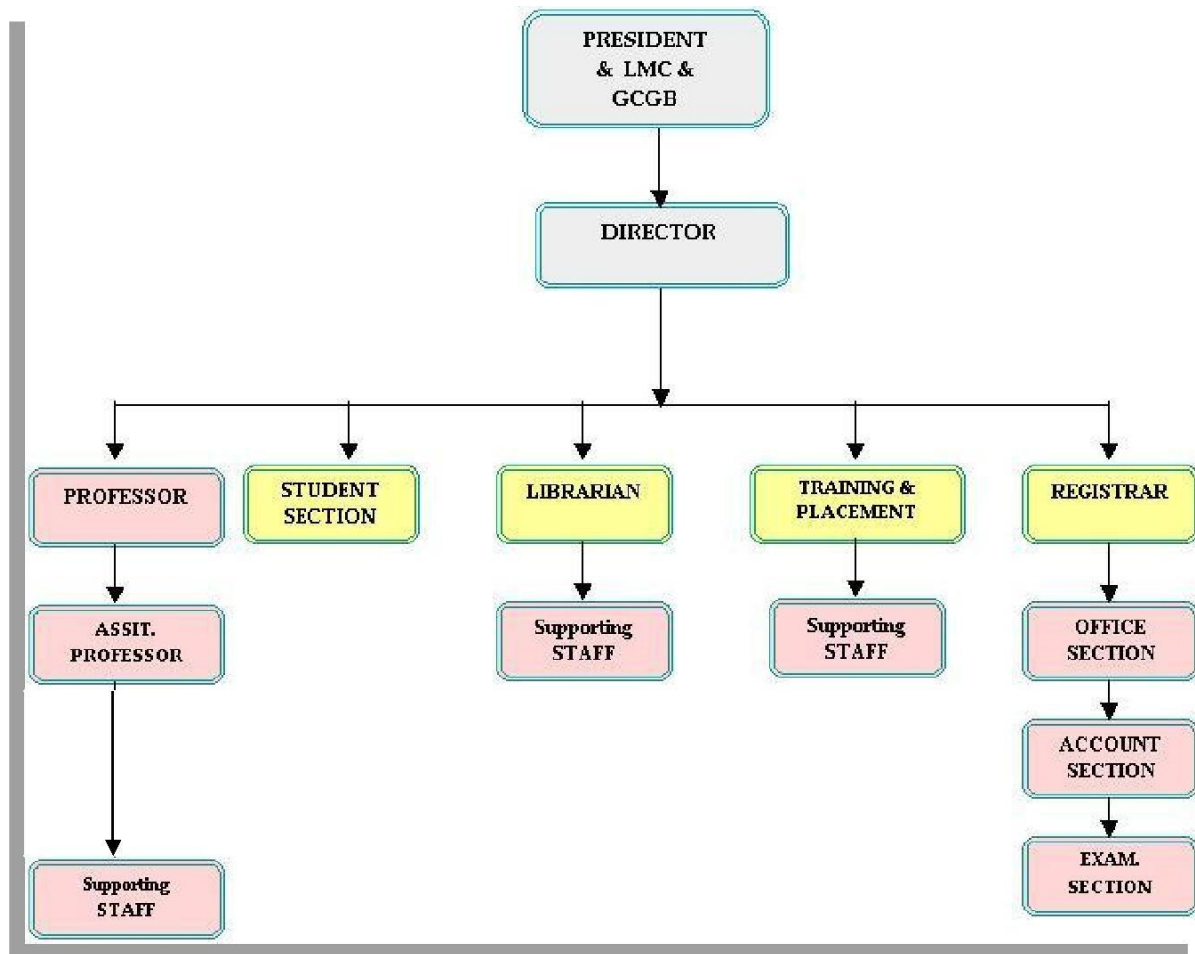 PRESIDENT
& LMC &
GCGB
DIRECTOR
PROFESSOR
STUDENT
SECTION
LIBRARIAN
TRAINING &
PLACEMENT
REGISTRAR
ASSIT.
PROFESSOR
Supporting
STAFF
Supporting
STAFF
OFFICE
SECTION
ACCOUNT
SECTION
Supporting
STAFF
EXAM.
SECTION